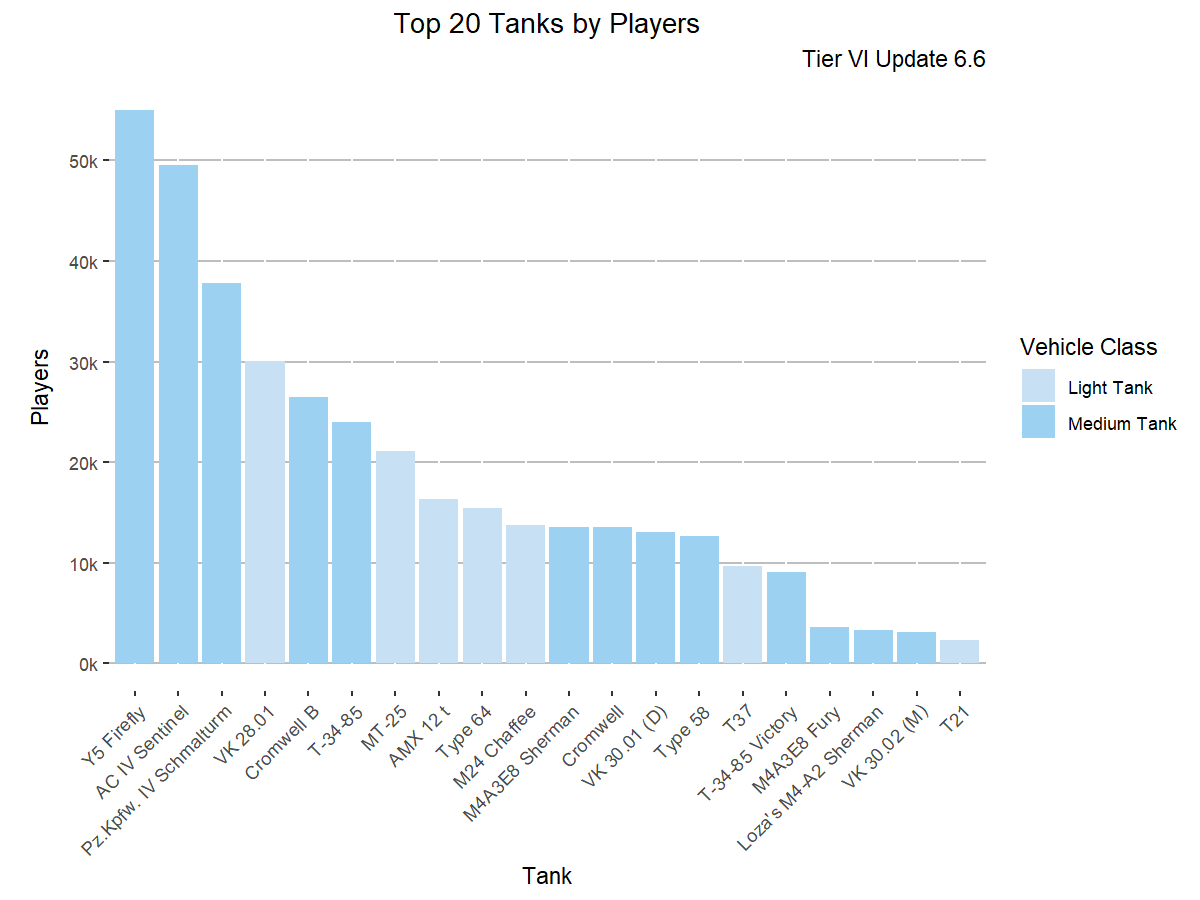 Top 20 Tanks by Players
Tier VI Update 6.6
Players
50k
40k
30k
20k
10k
0k
Y5 Firefly
AC IV Sentinel
Pz.Kpfw. IV Schmalturm
VK 28.01
Cromwell B
T-34-85
MT-25
AMX 12 t
Type 64
M24 Chaffee
M4A3E8 Sherman
Cromwell
VK 30.01 (D)
Type 58
T37
T-34-85 Victory
M4A3E8 Fury
Loza's M4-A2 Sherman
VK 30.02 (M)
T21
Tank
Vehicle Class
Light Tank
Medium Tank